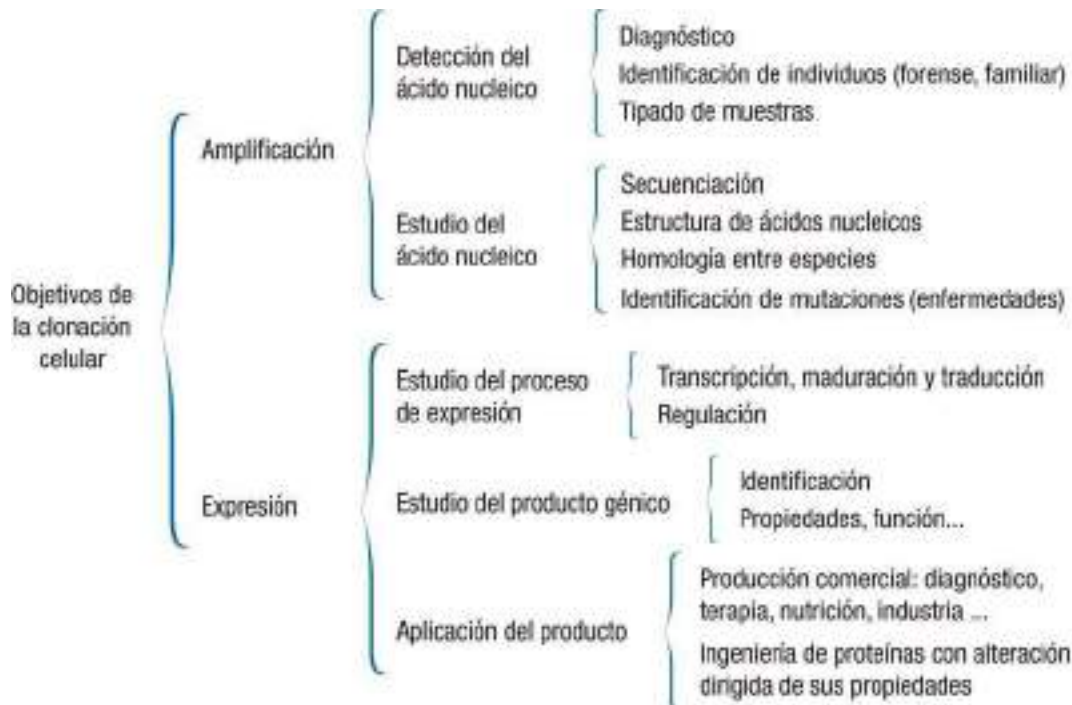 Objetivos de
la clonación
celular
Amplificación
Detección del
ácido nucleico
Diagnóstico
Identificación de individuos (forense, familiar)
Tipado de muestras
Estudio del
ácido nucleico
Secuenciación
Estructura de ácidos nucleicos
Homología entre especies
Identificación de mutaciones (enfermedades)
Expresión
Estudio del proceso
de expresión
Transcripción, maduración y traducción
Regulación
Estudio del producto génico
Identificación
Propiedades, función...
Aplicación del producto
Producción comercial: diagnóstico,
terapia, nutrición, industria ...
Ingeniería de proteínas con alteración
dirigida de sus propiedades